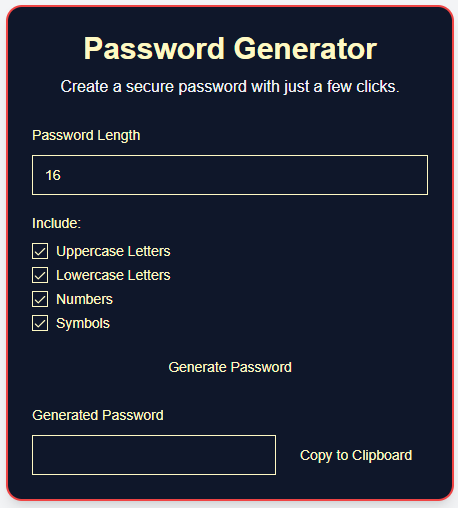 Password Generator
Create a secure password with just a few clicks.
Password Length
16
Include:
Uppercase Letters
Lowercase Letters
Numbers
Symbols
Generate Password
Generated Password
Copy to Clipboard